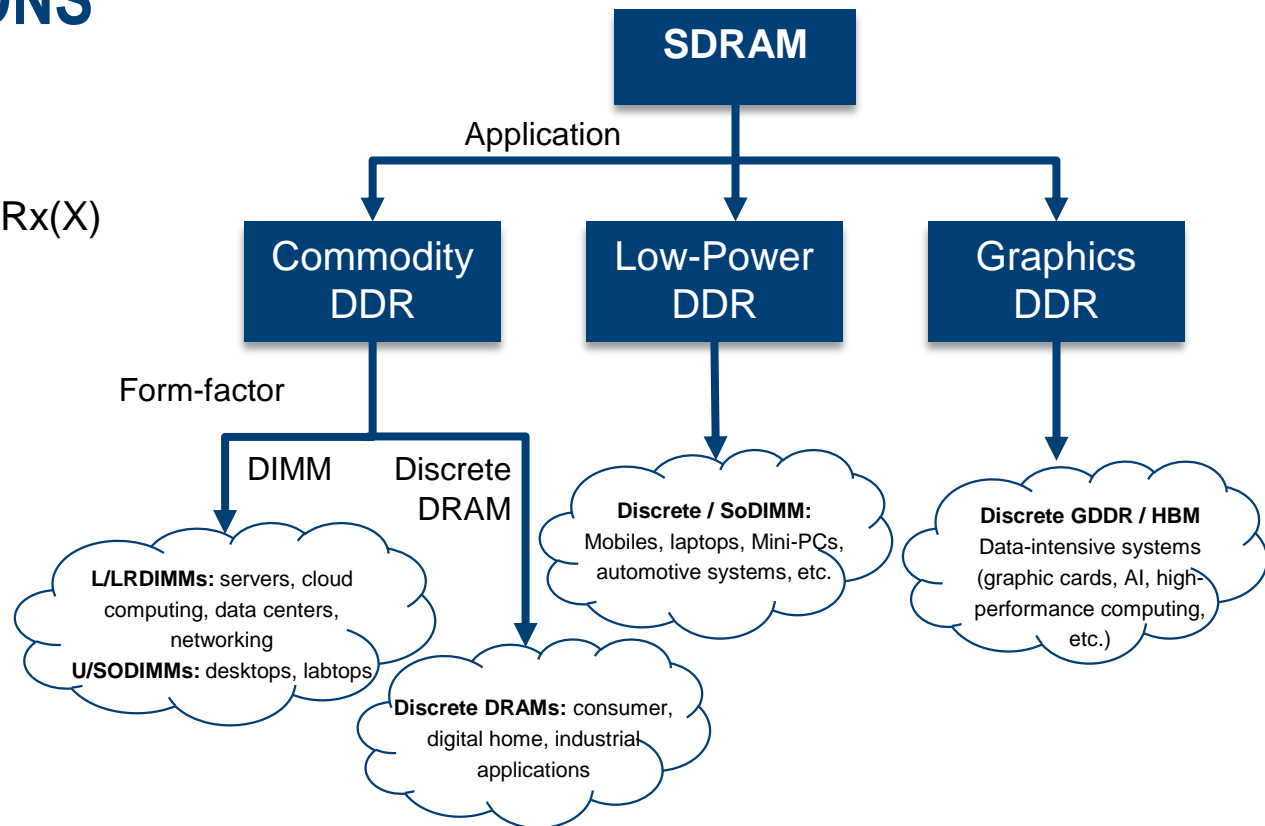 ONS
SDRAM
Application
Rx(X)
Commodity
DDR
Low-Power
DDR
Graphics
DDR
Form-factor
DIMM
Discrete
DRAM
L/LRDIMMs: servers, cloud
computing, data centers,
networking
U/SODIMMs: desktops, labtops
Discrete DRAMs: consumer,
digital home, industrial
applications
Discrete / SoDIMM:
Mobiles, laptops, Mini-PCs,
automotive systems, etc.
Discrete GDDR / HBM
Data-intensive systems
(graphic cards, AI, high-
performance computing,
etc.)